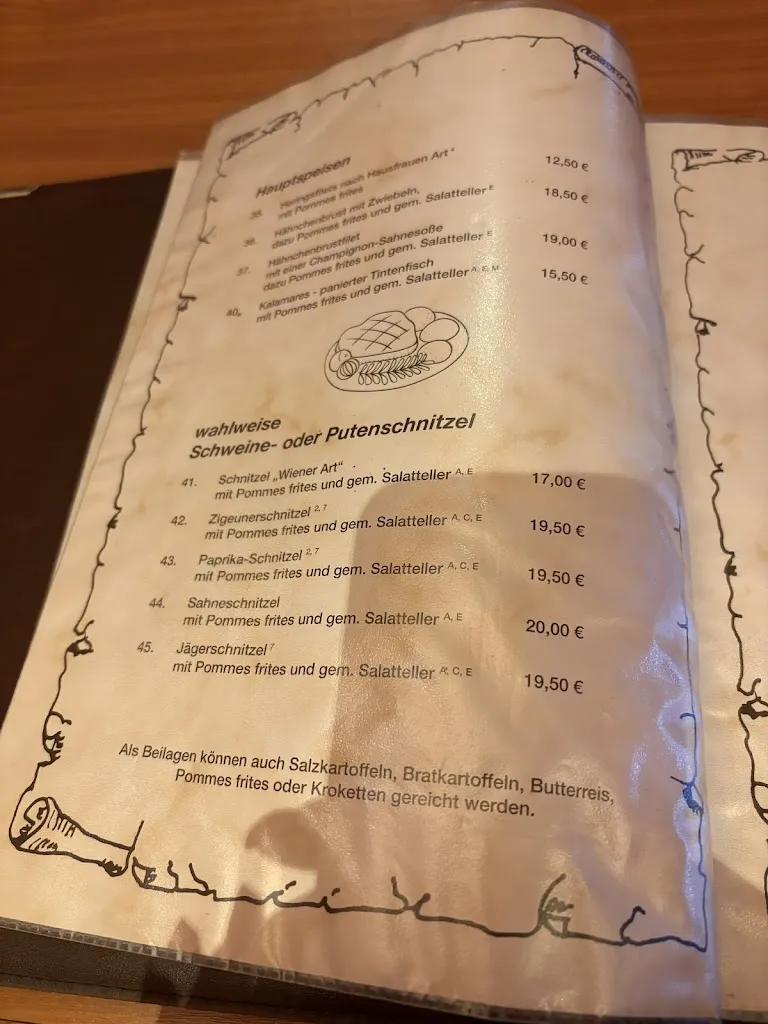 Hauptspeisen
35. Heringsfilets nach Hausfrauen Art 12,50 €
mit Pommes frites
36. Hähnchenbrust mit Zwiebeln, 18,50 €
dazu Pommes frites und gem. Salatteller E
37. Hähnchenbrustfilet 19,00 €
mit einer Champignon-Sahnesoße
dazu Pommes frites und gem. Salatteller E
40. Kalamares - panierter Tintenfisch 15,50 €
mit Pommes frites und gem. Salatteller A, E, M
wahlweise
Schweine- oder Putenschnitzel
41. Schnitzel „Wiener Art“
mit Pommes frites und gem. Salatteller A, E 17,00 €
42. Zigeunerschnitzel 2, 7
mit Pommes frites und gem. Salatteller A, C, E 19,50 €
43. Paprika-Schnitzel 2, 7
mit Pommes frites und gem. Salatteller A, C, E 19,50 €
44. Sahneschnitzel
mit Pommes frites und gem. Salatteller A, E 20,00 €
45. Jägerschnitzel 7
mit Pommes frites und gem. Salatteller A, C, E 19,50 €
Als Beilagen können auch Salzkartoffeln, Bratkartoffeln, Butterreis,
Pommes frites oder Kroketten gereicht werden.